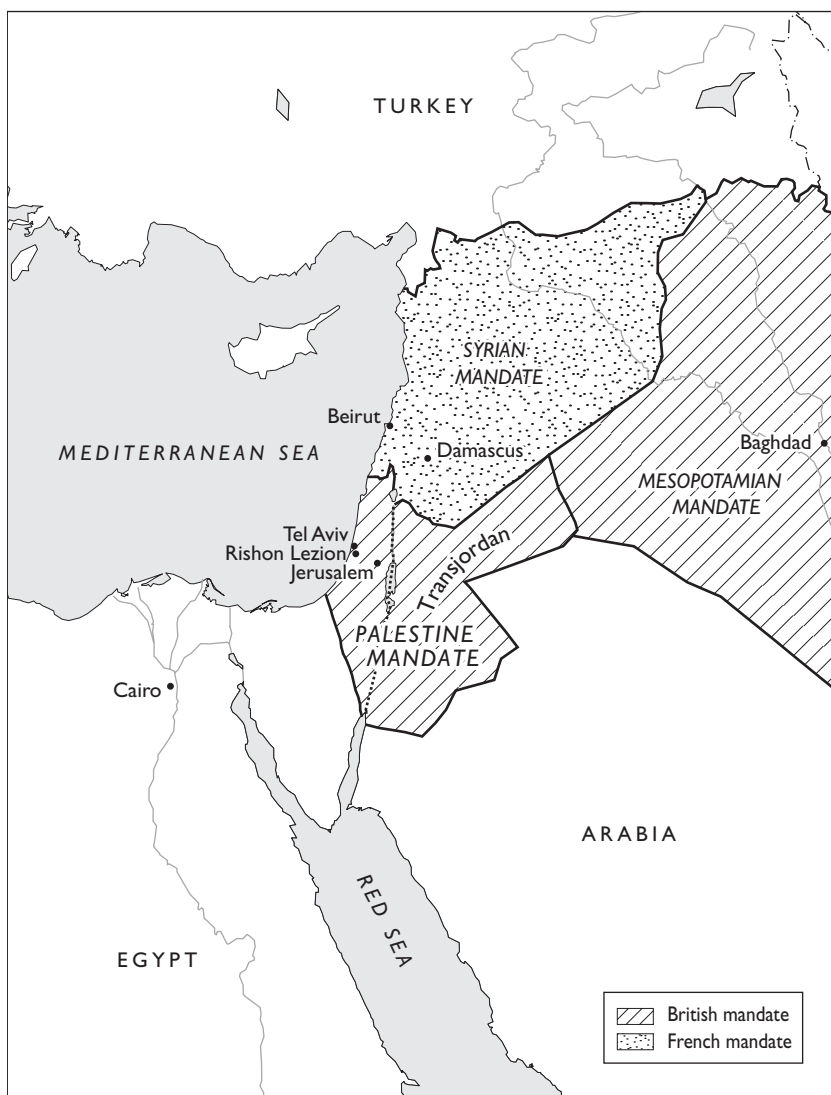 TURKEY
SYRIAN
MANDATE
Beirut
Damascus
MEDITERRANEAN SEA
Baghdad
MESOPOTAMIAN
MANDATE
Tel Aviv
Rishon Lezion
Jerusalem
Transjordan
PALESTINE
MANDATE
Cairo
ARABIA
RED SEA
EGYPT
British mandate
French mandate